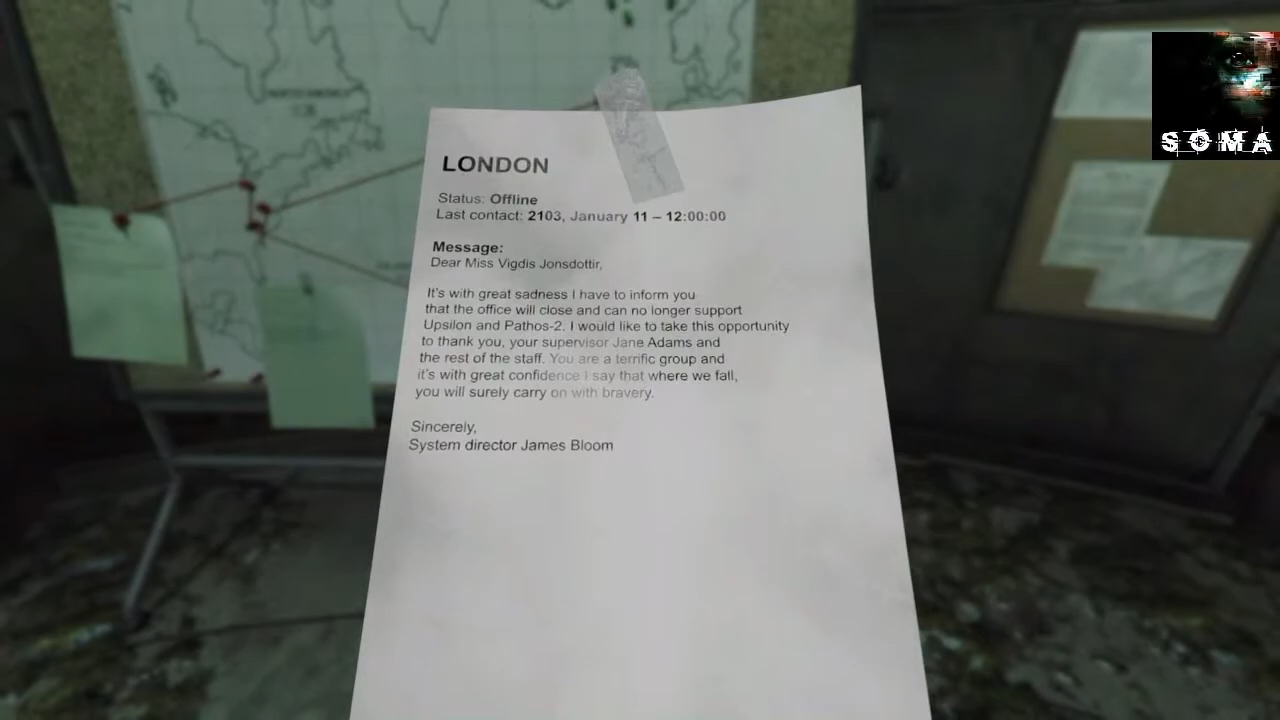 SOMA
LONDON
Status: Offline
Last contact: 2103, January 11 – 12:00:00
Message:
Dear Miss Vigdis Jonsdottir,
It's with great sadness I have to inform you
that the office will close and can no longer support
Upsilon and Pathos-2. I would like to take this opportunity
to thank you, your supervisor Jane Adams and
the rest of the staff. You are a terrific group and
it's with great confidence I say that where we fall,
you will surely carry on with bravery.
Sincerely,
System director James Bloom